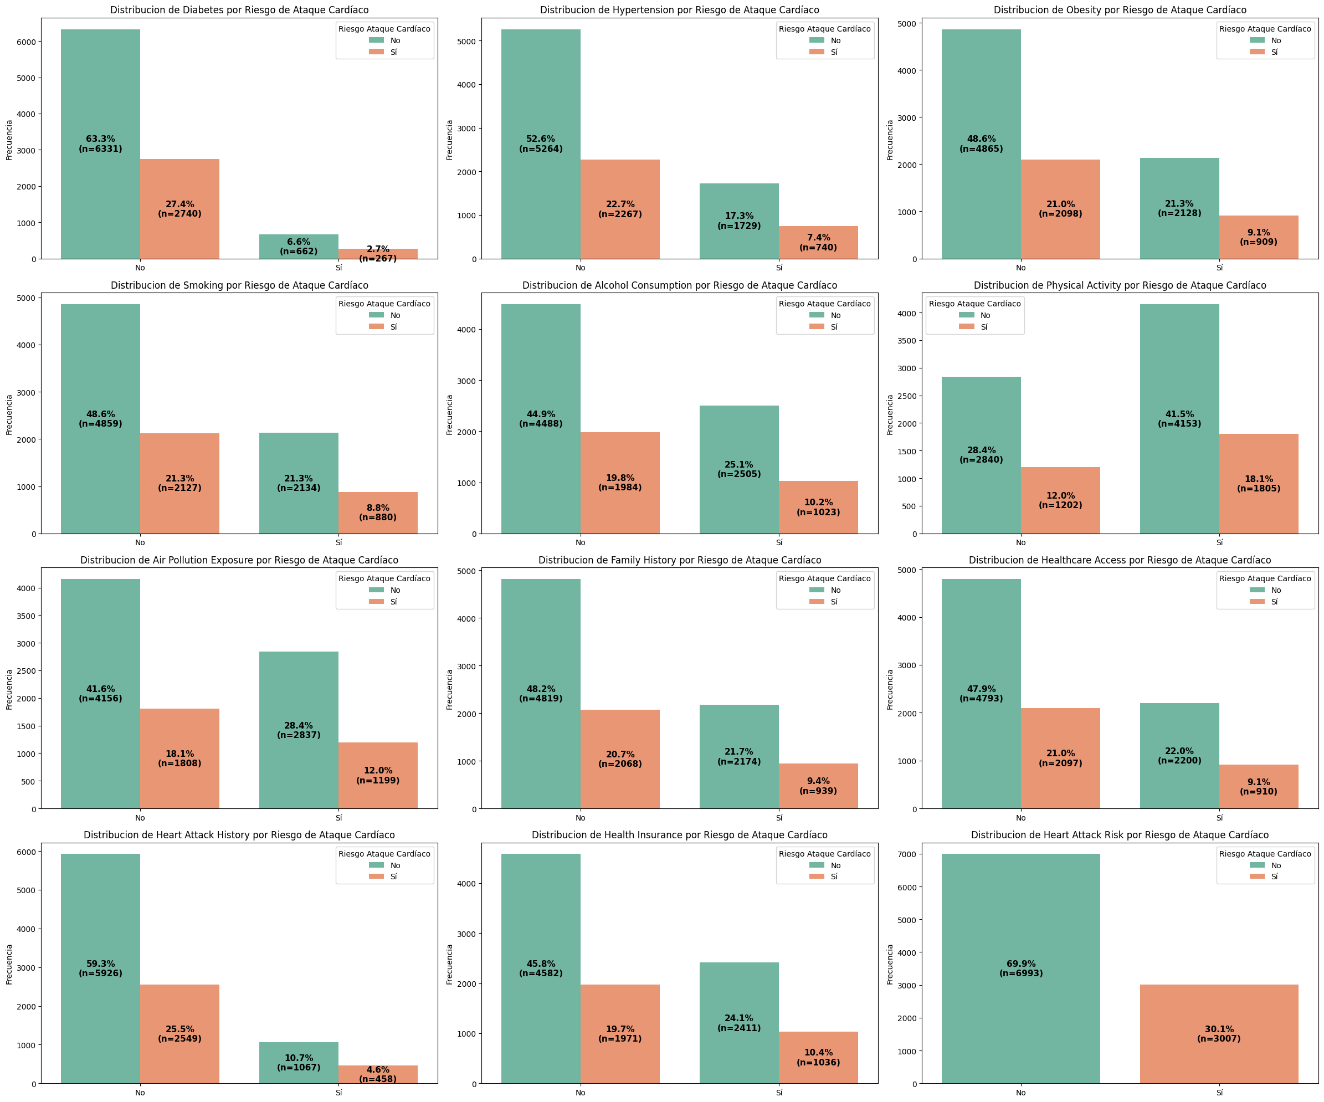 Distribucion de Diabetes por Riesgo de Ataque Cardíaco
Frecuencia
6000
5000
4000
3000
2000
1000
0
63.3%
(n=6331)
27.4%
(n=2740)
6.6%
(n=662)
2.7%
(n=267)
No
Sí
Riesgo Ataque Cardíaco
No
Sí
Distribucion de Hypertension por Riesgo de Ataque Cardíaco
Frecuencia
5000
4000
3000
2000
1000
0
52.6%
(n=5264)
22.7%
(n=2267)
17.3%
(n=1729)
7.4%
(n=740)
No
Sí
Riesgo Ataque Cardíaco
No
Sí
Distribucion de Obesity por Riesgo de Ataque Cardíaco
Frecuencia
5000
4000
3000
2000
1000
0
48.6%
(n=4865)
21.0%
(n=2098)
21.3%
(n=2128)
9.1%
(n=909)
No
Sí
Riesgo Ataque Cardíaco
No
Sí
Distribucion de Smoking por Riesgo de Ataque Cardíaco
Frecuencia
5000
4000
3000
2000
1000
0
48.6%
(n=4859)
21.3%
(n=2127)
21.3%
(n=2134)
8.8%
(n=880)
No
Sí
Riesgo Ataque Cardíaco
No
Sí
Distribucion de Alcohol Consumption por Riesgo de Ataque Cardíaco
Frecuencia
4000
3000
2000
1000
0
44.9%
(n=4488)
19.8%
(n=1984)
25.1%
(n=2505)
10.2%
(n=1023)
No
Sí
Riesgo Ataque Cardíaco
No
Sí
Distribucion de Physical Activity por Riesgo de Ataque Cardíaco
Frecuencia
4000
3500
3000
2500
2000
1500
1000
500
0
28.4%
(n=2840)
12.0%
(n=1202)
41.5%
(n=4153)
18.1%
(n=1805)
No
Sí
Riesgo Ataque Cardíaco
No
Sí
Distribucion de Air Pollution Exposure por Riesgo de Ataque Cardíaco
Frecuencia
4000
3500
3000
2500
2000
1500
1000
500
0
41.6%
(n=4156)
18.1%
(n=1808)
28.4%
(n=2837)
12.0%
(n=1199)
No
Sí
Riesgo Ataque Cardíaco
No
Sí
Distribucion de Family History por Riesgo de Ataque Cardíaco
Frecuencia
5000
4000
3000
2000
1000
0
48.2%
(n=4819)
20.7%
(n=2068)
21.7%
(n=2174)
9.4%
(n=939)
No
Sí
Riesgo Ataque Cardíaco
No
Sí
Distribucion de Healthcare Access por Riesgo de Ataque Cardíaco
Frecuencia
5000
4000
3000
2000
1000
0
47.9%
(n=4793)
21.0%
(n=2097)
22.0%
(n=2200)
9.1%
(n=910)
No
Sí
Riesgo Ataque Cardíaco
No
Sí
Distribucion de Heart Attack History por Riesgo de Ataque Cardíaco
Frecuencia
6000
5000
4000
3000
2000
1000
0
59.3%
(n=5926)
25.5%
(n=2549)
10.7%
(n=1067)
4.6%
(n=458)
No
Sí
Riesgo Ataque Cardíaco
No
Sí
Distribucion de Health Insurance por Riesgo de Ataque Cardíaco
Frecuencia
4000
3000
2000
1000
0
45.8%
(n=4582)
19.7%
(n=1971)
24.1%
(n=2411)
10.4%
(n=1036)
No
Sí
Riesgo Ataque Cardíaco
No
Sí
Distribucion de Heart Attack Risk por Riesgo de Ataque Cardíaco
Frecuencia
7000
6000
5000
4000
3000
2000
1000
0
69.9%
(n=6993)
30.1%
(n=3007)
No
Sí
Riesgo Ataque Cardíaco
No
Sí